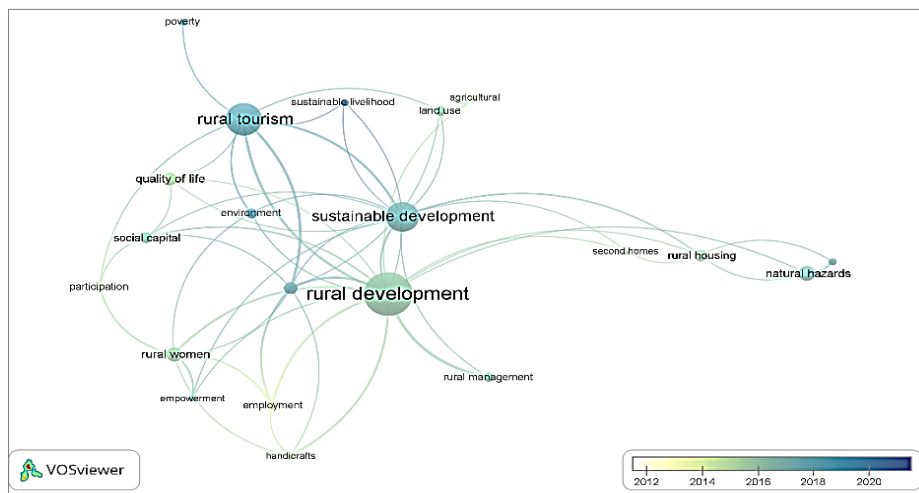 poverty
sustainable livelihood
agricultural
land use
rural tourism
quality of life
environment
sustainable development
social capital
second homes
rural housing
natural hazards
participation
rural development
rural women
rural management
empowerment
employment
handicrafts
VOSviewer
2012 2014 2016 2018 2020